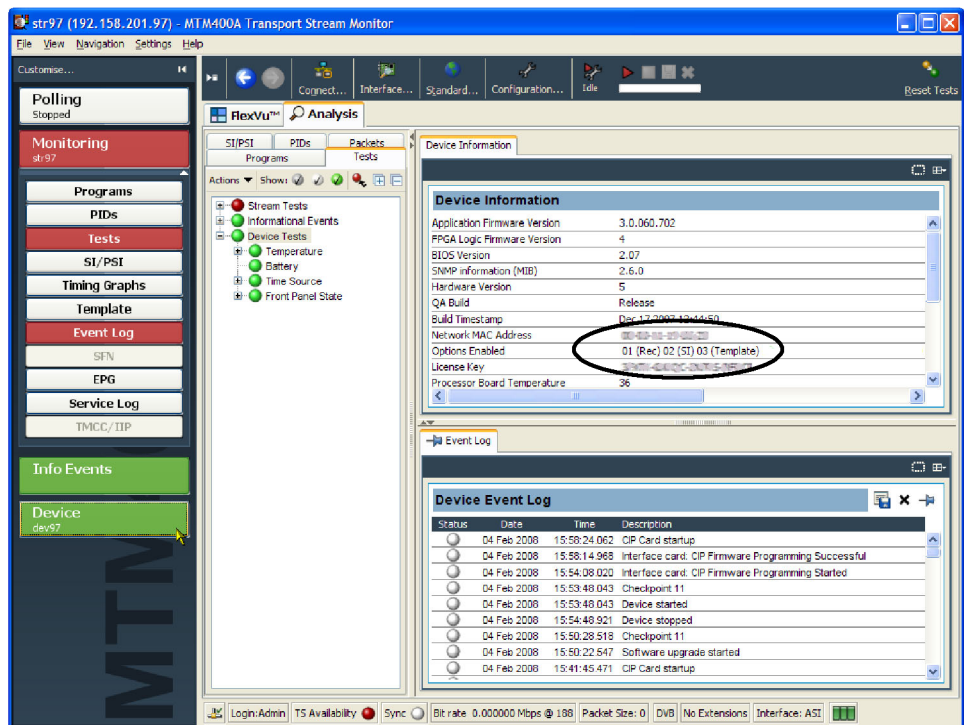 str97 (192.158.201.97) - MTM400A Transport Stream Monitor
File View Navigation Settings Help
Customise...
Polling
Stopped
Monitoring
str97
Programs
PIDs
Tests
SI/PSI
Timing Graphs
Template
Event Log
SFN
EPG
Service Log
TMCC/IIP
Info Events
Device
dev97
MTM
Connect... Interface... Standard... Configuration... Idle Reset Tests
FlexVu™ Analysis
SI/PSI PIDs Packets
Programs Tests
Actions Show:
Stream Tests
Informational Events
Device Tests
Temperature
Battery
Time Source
Front Panel State
Device Information
Device Information
Application Firmware Version 3.0.060.702
FPGA Logic Firmware Version 4
BIOS Version 2.07
SNMP information (MIB) 2.6.0
Hardware Version 5
QA Build Release
Build Timestamp Dec 17 2007 12:44:50
Network MAC Address
Options Enabled 01 (Rec) 02 (SI) 03 (Template)
License Key
Processor Board Temperature 36
Event Log
Device Event Log
Status Date Time Description
04 Feb 2008 15:58:24.062 CIP Card startup
04 Feb 2008 15:58:14.968 Interface card: CIP Firmware Programming Successful
04 Feb 2008 15:54:08.020 Interface card: CIP Firmware Programming Started
04 Feb 2008 15:53:48.043 Checkpoint 11
04 Feb 2008 15:53:48.043 Device started
04 Feb 2008 15:54:48.921 Device stopped
04 Feb 2008 15:50:28.518 Checkpoint 11
04 Feb 2008 15:50:22.547 Software upgrade started
04 Feb 2008 15:41:45.471 CIP Card startup
Login:Admin TS Availability Sync Bit rate 0.000000 Mbps @ 188 Packet Size: 0 DVB No Extensions Interface: ASI